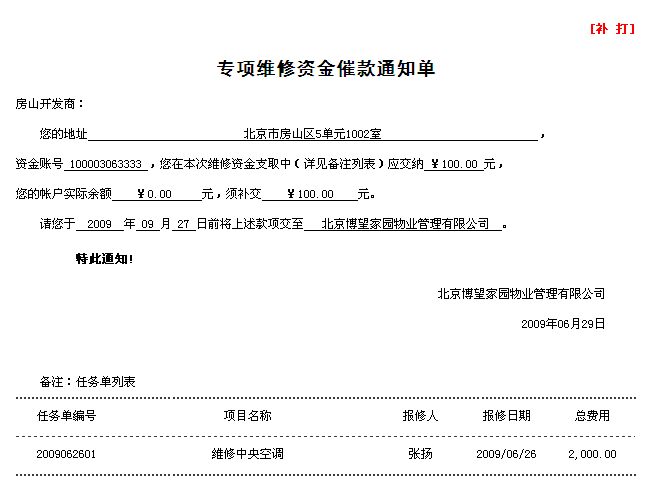 [补 打]
专项维修资金催款通知单
房山开发商：
您的地址 北京市房山区5单元1002室 ，
资金账号 100003063333 ，您在本次维修资金支取中（详见备注列表）应交纳 ￥100.00 元，
您的帐户实际余额 ￥0.00 元，须补交 ￥100.00 元。
请您于 2009 年 09 月 27 日前将上述款项交至 北京博望家园物业管理有限公司 。
特此通知!
北京博望家园物业管理有限公司
2009年06月29日
备注：任务单列表
任务单编号 项目名称 报修人 报修日期 总费用
2009062601 维修中央空调 张扬 2009/06/26 2,000.00